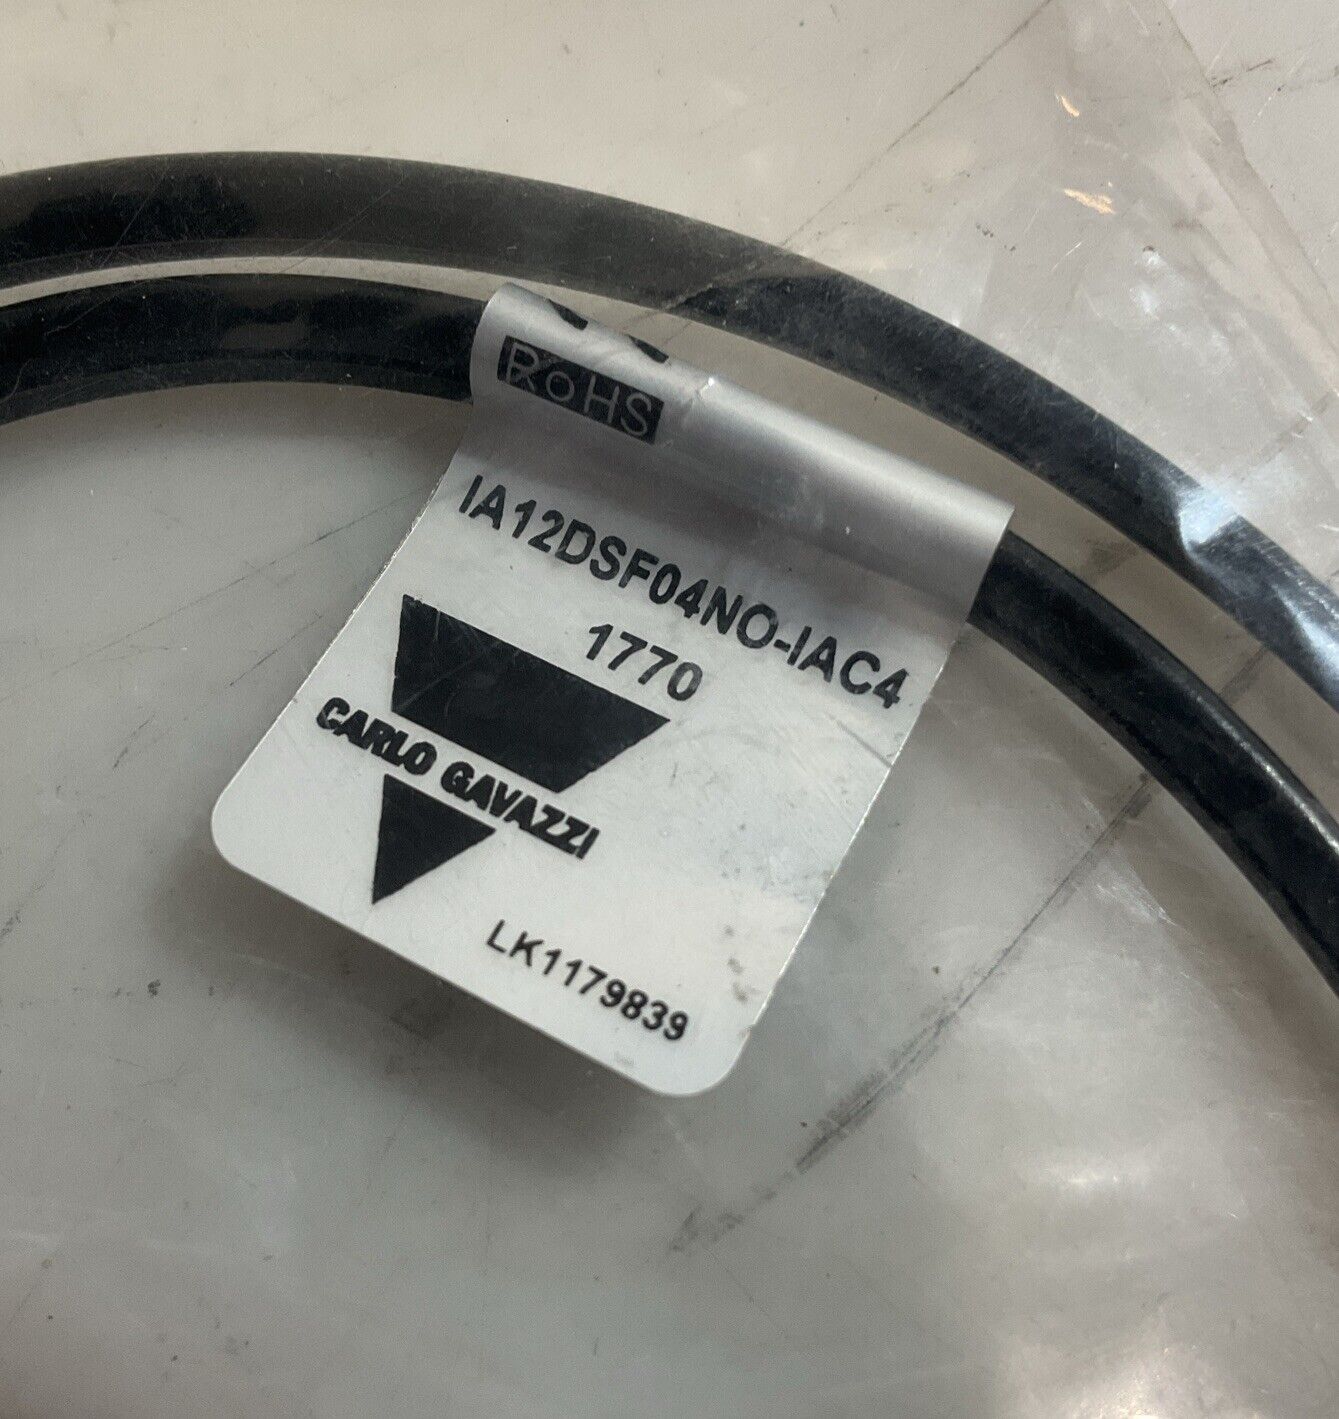 RoHS
IA12DSF04NO-IAC4
1770
CARLO GAVAZZI
LK1179839